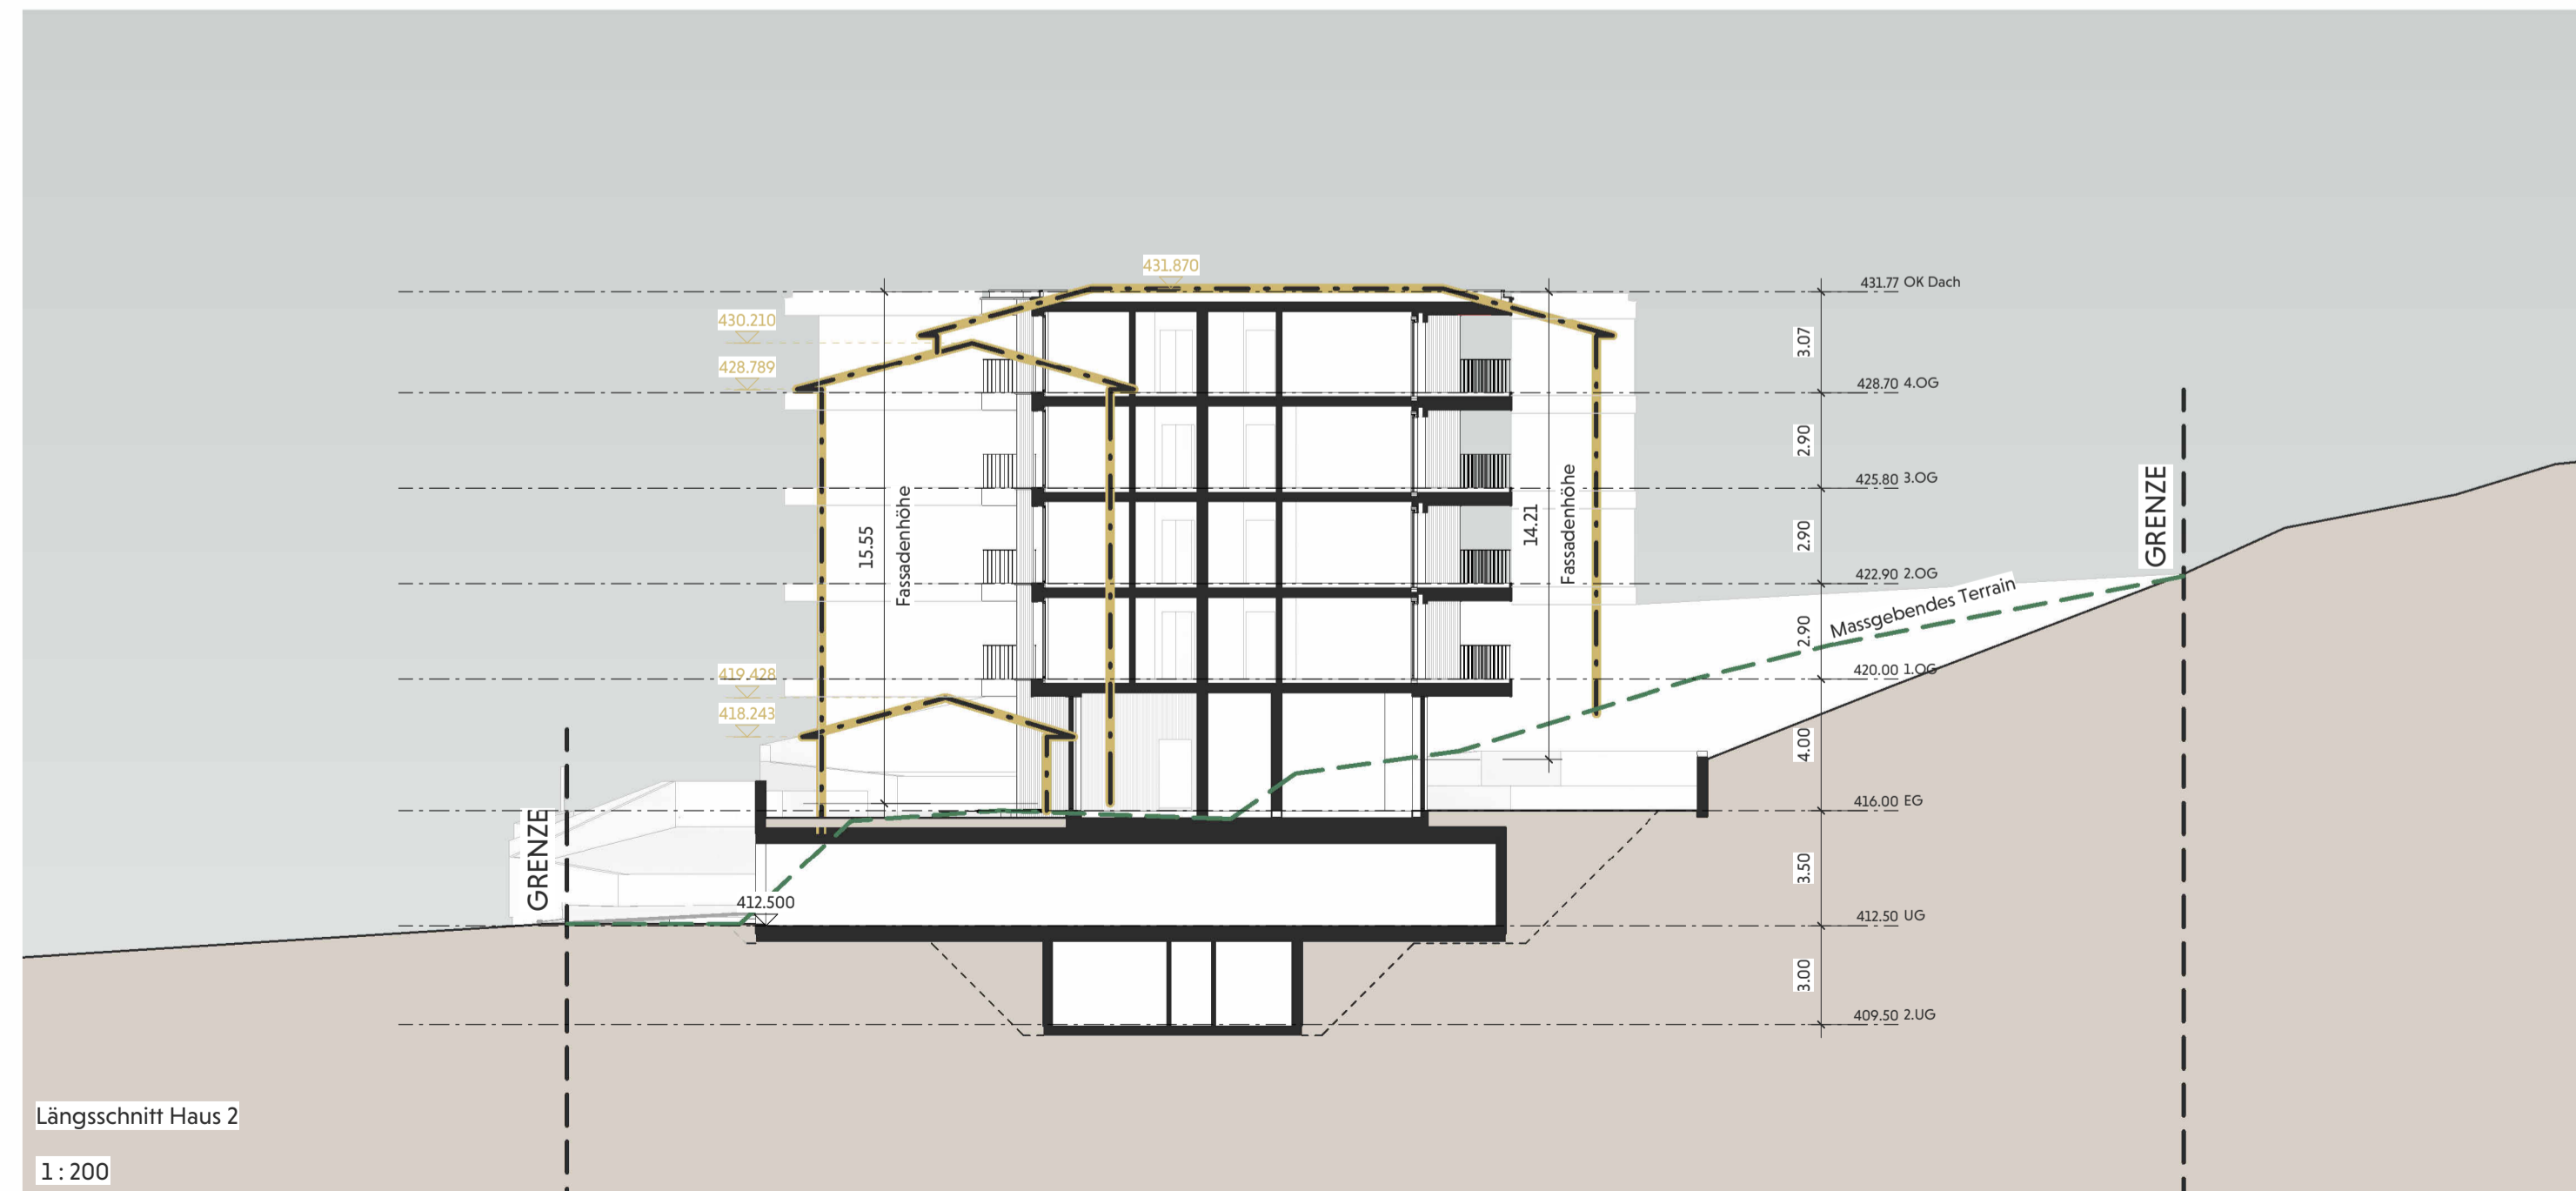 431.870
431.77 OK Dach
430.210
3.07
428.789
428.70 4.OG
2.90
425.80 3.OG
GRENZE
15.55
Fassadenhöhe
14.21
Fassadenhöhe
2.90
422.90 2.OG
Massgebendes Terrain
2.90
419.428
420.00 1.OG
418.243
4.00
416.00 EG
GRENZE
3.50
412.500
412.50 UG
3.00
409.50 2.UG
Längsschnitt Haus 2
1 : 200